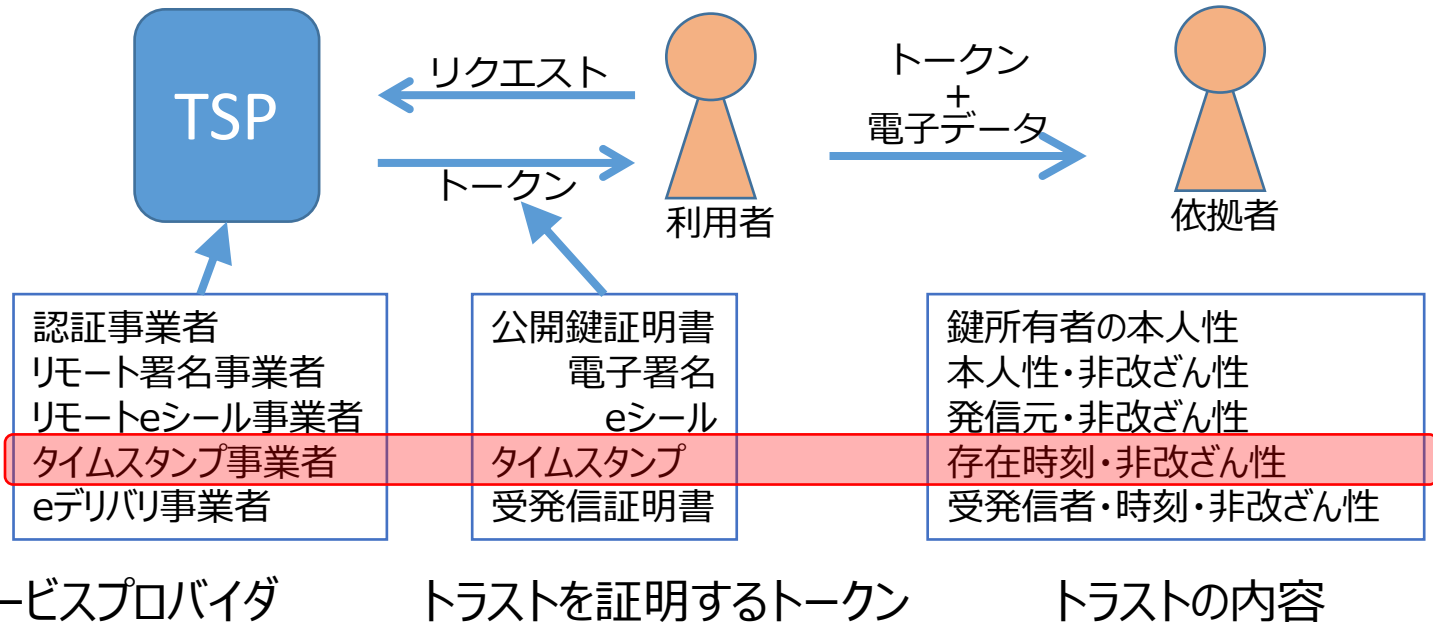 TSP
リクエスト
トークン
利用者
トークン
+
電子データ
依拠者
認証事業者
リモート署名事業者
リモートeシール事業者
タイムスタンプ事業者
eデリバリ事業者
公開鍵証明書
電子署名
eシール
タイムスタンプ
受発信証明書
鍵所有者の本人性
本人性・非改ざん性
発信元・非改ざん性
存在時刻・非改ざん性
受発信者・時刻・非改ざん性
ービスプロバイダ
トラストを証明するトークン
トラストの内容